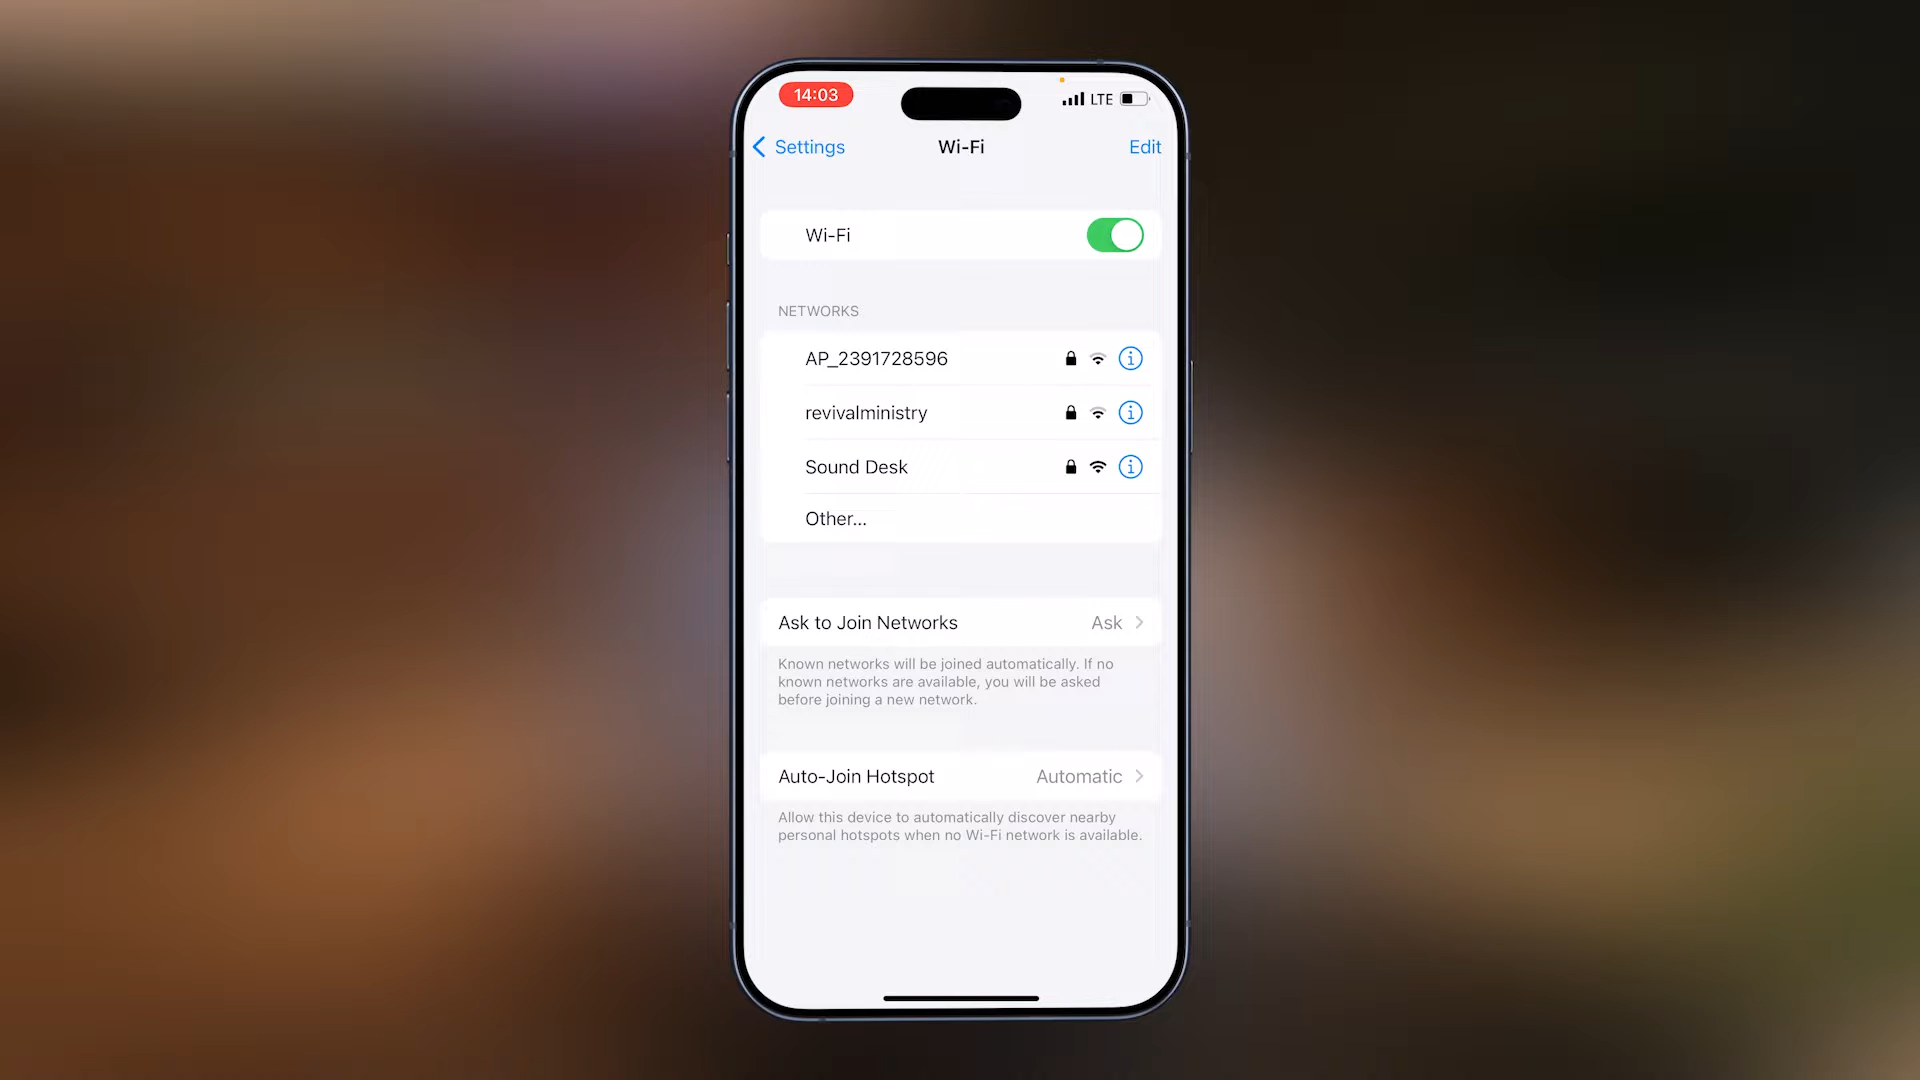 14:03
LTE
Settings
Wi-Fi
Edit
Wi-Fi
NETWORKS
AP_2391728596
revivalministry
Sound Desk
Other...
Ask to Join Networks
Ask
Known networks will be joined automatically. If no
known networks are available, you will be asked
before joining a new network.
Auto-Join Hotspot
Automatic
Allow this device to automatically discover nearby
personal hotspots when no Wi-Fi network is available.